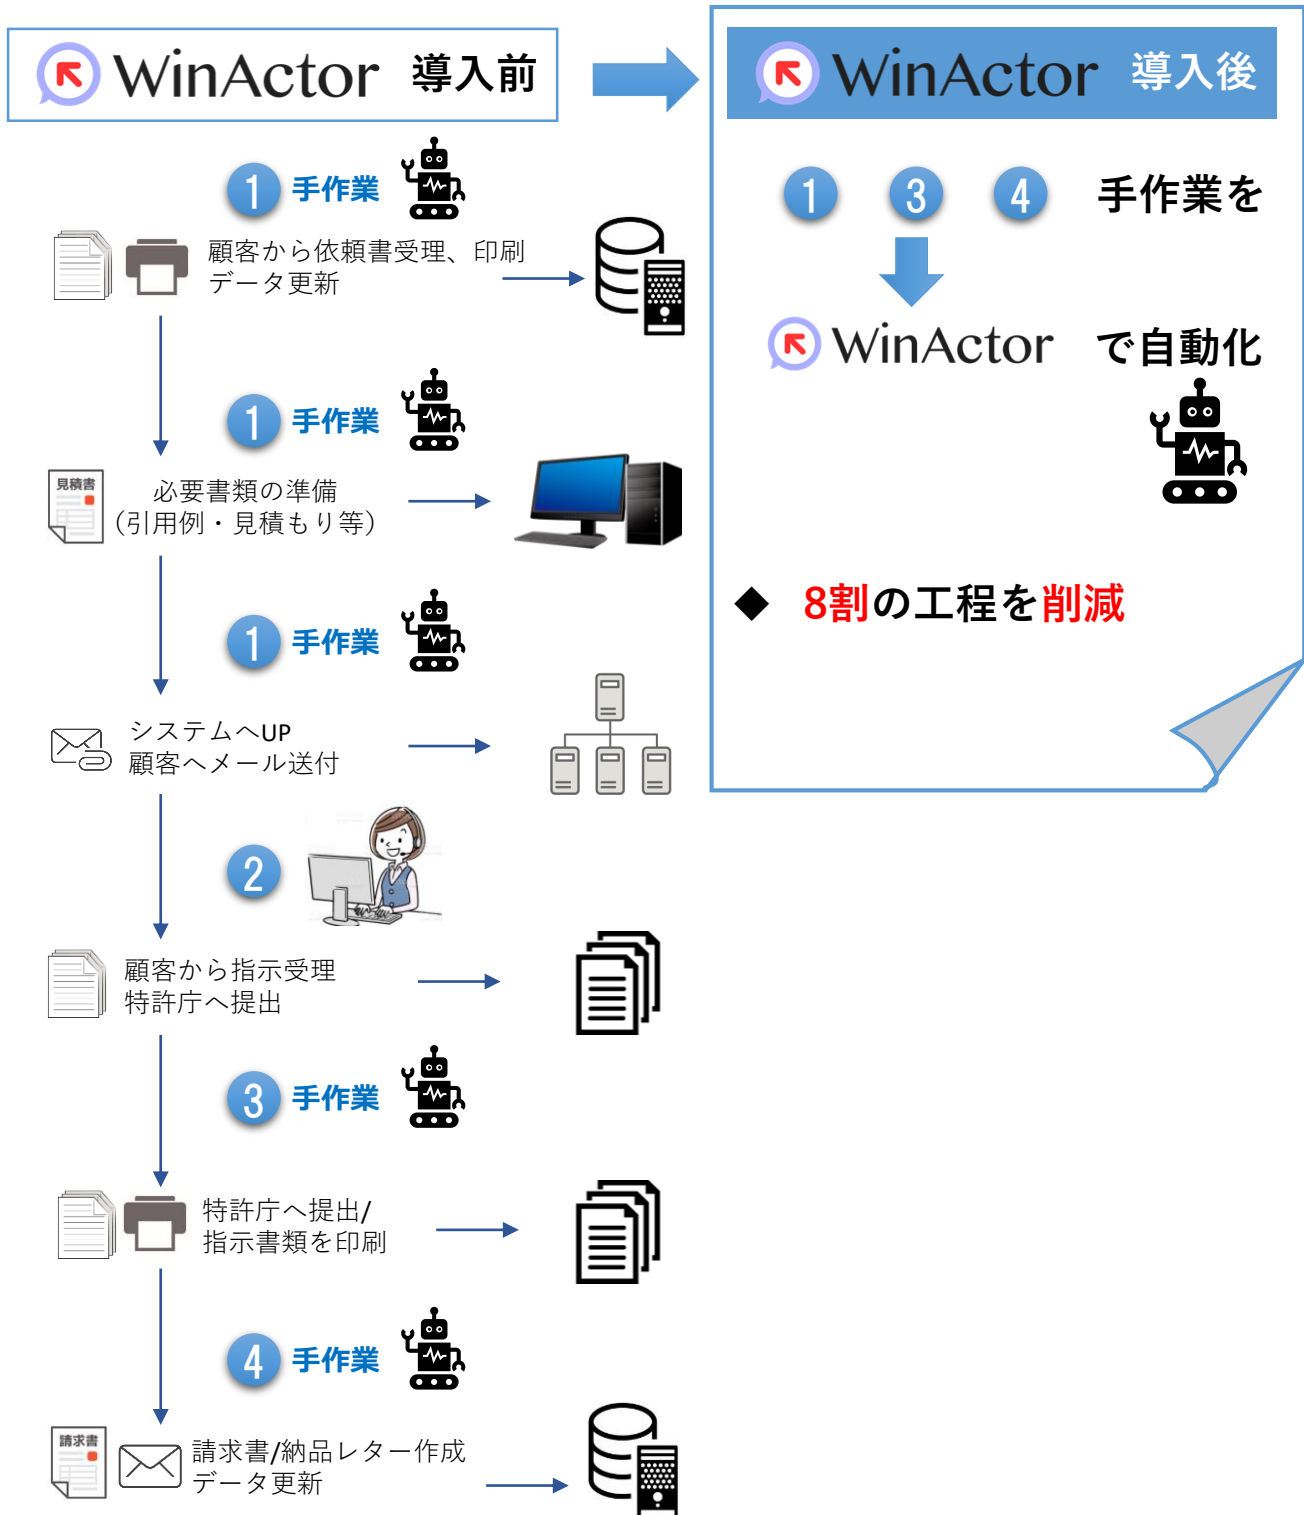 WinActor 導入前
1 手作業
顧客から依頼書受理、印刷
データ更新
1 手作業
見積書
必要書類の準備
(引用例・見積もり等)
1 手作業
システムへUP
顧客へメール送付
2
顧客から指示受理
特許庁へ提出
3 手作業
特許庁へ提出/
指示書類を印刷
4 手作業
請求書
請求書/納品レター作成
データ更新
WinActor 導入後
1 3 4 手作業を
WinActor で自動化
◆ 8割の工程を削減